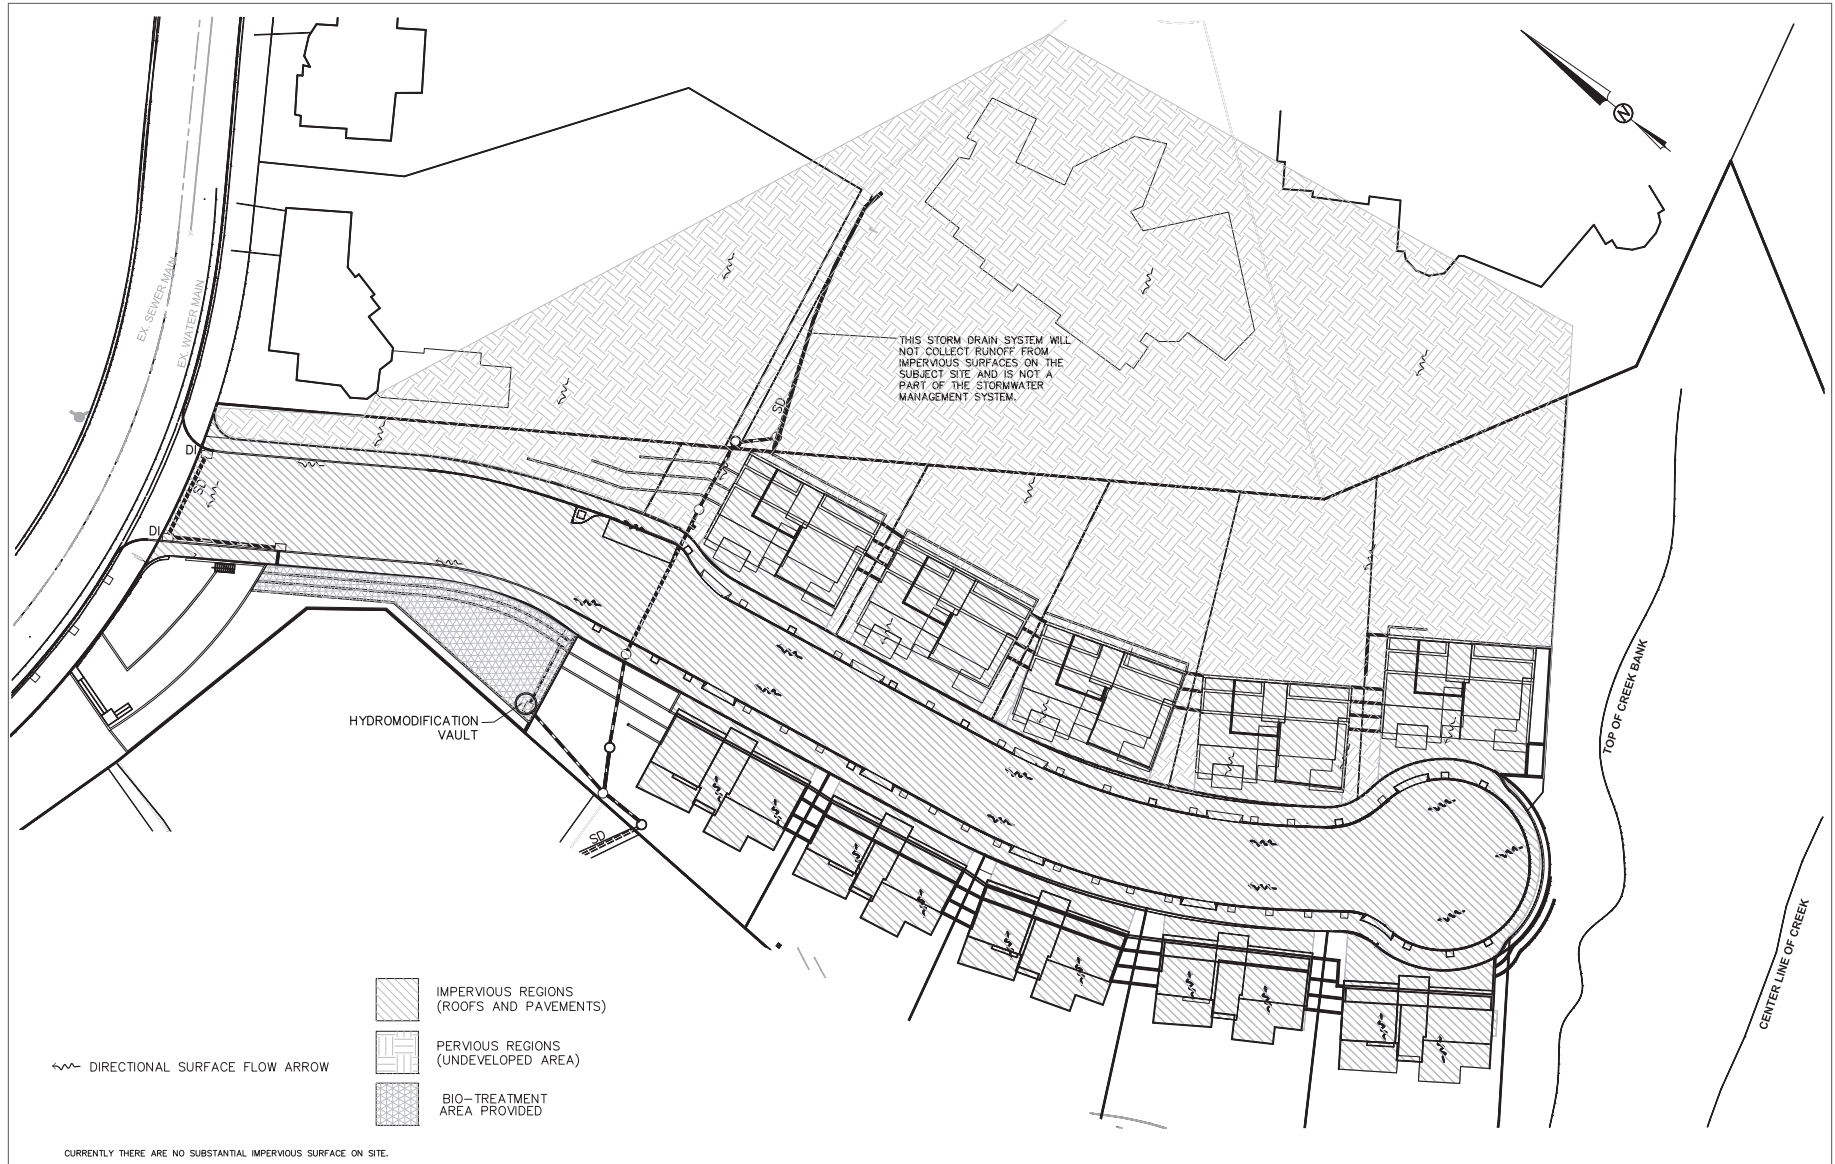 N
EX. SEWER MAIN
EX. WATER MAIN
THIS STORM DRAIN SYSTEM WILL
NOT COLLECT RUNOFF FROM
IMPERVIOUS SURFACES ON THE
SUBJECT SITE AND IS NOT A
PART OF THE STORMWATER
MANAGEMENT SYSTEM.
SD
DI
SD
DI
HYDROMODIFICATION
VAULT
SD
TOP OF CREEK BANK
CENTER LINE OF CREEK
IMPERVIOUS REGIONS
(ROOFS AND PAVEMENTS)
PERVIOUS REGIONS
(UNDEVELOPED AREA)
DIRECTIONAL SURFACE FLOW ARROW
BIO-TREATMENT
AREA PROVIDED
CURRENTLY THERE ARE NO SUBSTANTIAL IMPERVIOUS SURFACE ON SITE.